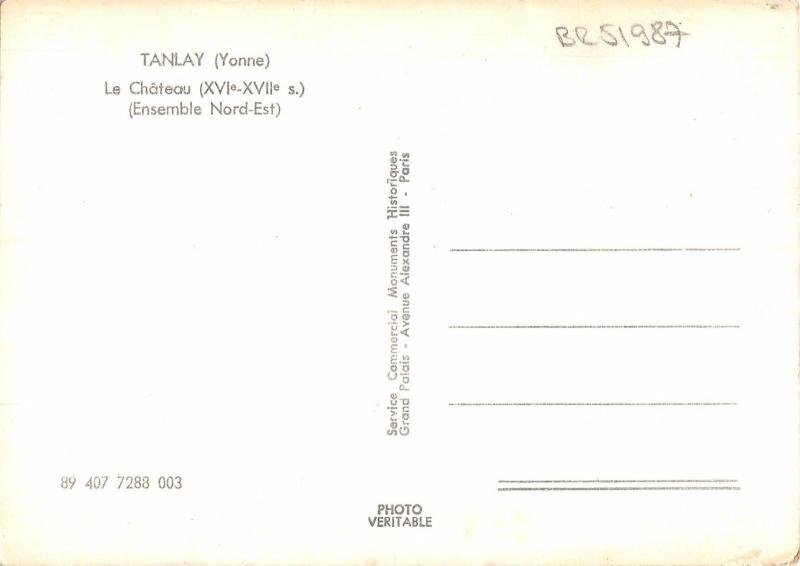 BR51987
TANLAY (Yonne)
Le Château (XVIe-XVIIe s.)
(Ensemble Nord-Est)
Service Commercial Monuments Historiques
Grand Palais - Avenue Alexandre III - Paris
89 407 7288 003
PHOTO
VERITABLE